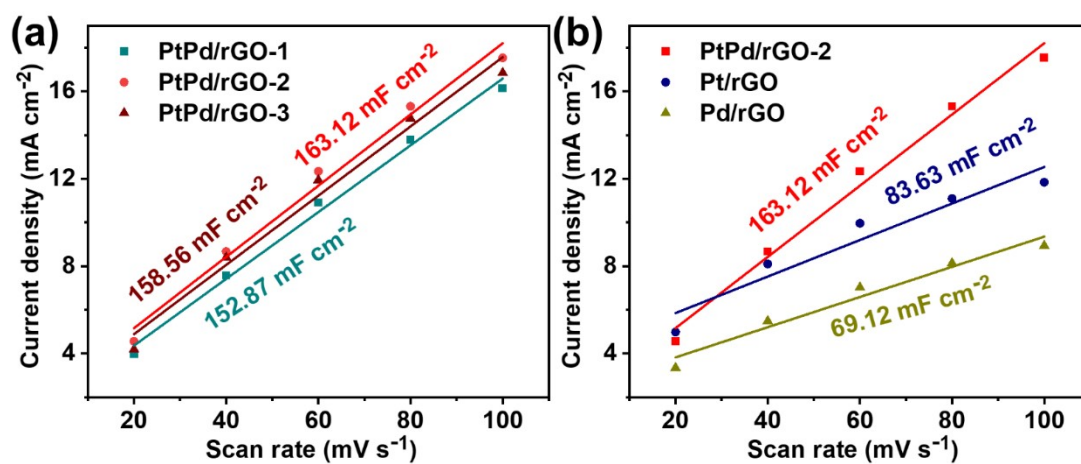 (a)
PtPd/rGO-1
PtPd/rGO-2
PtPd/rGO-3
163.12 mF cm⁻²
158.56 mF cm⁻²
152.87 mF cm⁻²
Current density (mA cm⁻²)
16
12
8
4
20 40 60 80 100
Scan rate (mV s⁻¹)
(b)
PtPd/rGO-2
Pt/rGO
Pd/rGO
163.12 mF cm⁻²
83.63 mF cm⁻²
69.12 mF cm⁻²
Current density (mA cm⁻²)
16
12
8
4
20 40 60 80 100
Scan rate (mV s⁻¹)